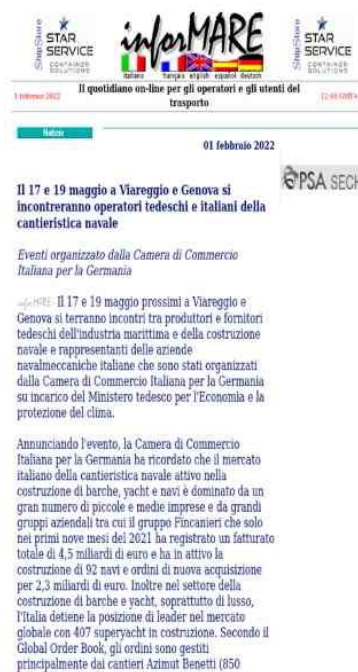 ShipStore
STAR
SERVICE
CONTAINER
SOLUTIONS
inforMARE
italiano français english español deutsch
ShipStore
STAR
SERVICE
CONTAINER
SOLUTIONS
Il quotidiano on-line per gli operatori e gli utenti del
trasporto
1 febbraio 2022
Notizie
01 febbraio 2022
PSA SECH
Il 17 e 19 maggio a Viareggio e Genova si
incontreranno operatori tedeschi e italiani della
cantieristica navale
Eventi organizzato dalla Camera di Commercio
Italiana per la Germania
inforMARE - Il 17 e 19 maggio prossimi a Viareggio e
Genova si terranno incontri tra produttori e fornitori
tedeschi dell'industria marittima e della costruzione
navale e rappresentanti delle aziende
navalmeccaniche italiane che sono stati organizzati
dalla Camera di Commercio Italiana per la Germania
su incarico del Ministero tedesco per l'Economia e la
protezione del clima.
Annunciando l'evento, la Camera di Commercio
Italiana per la Germania ha ricordato che il mercato
italiano della cantieristica navale attivo nella
costruzione di barche, yacht e navi è dominato da un
gran numero di piccole e medie imprese e da grandi
gruppi aziendali tra cui il gruppo Fincanieri che solo
nei primi nove mesi del 2021 ha registrato un fatturato
totale di 4,5 miliardi di euro e ha in attivo la
costruzione di 92 navi e ordini di nuova acquisizione
per 2,3 miliardi di euro. Inoltre nel settore della
costruzione di barche e yacht, soprattutto di lusso,
l'Italia detiene la posizione di leader nel mercato
globale con 407 superyacht in costruzione. Secondo il
Global Order Book, gli ordini sono gestiti
principalmente dai cantieri Azimut Benetti (850